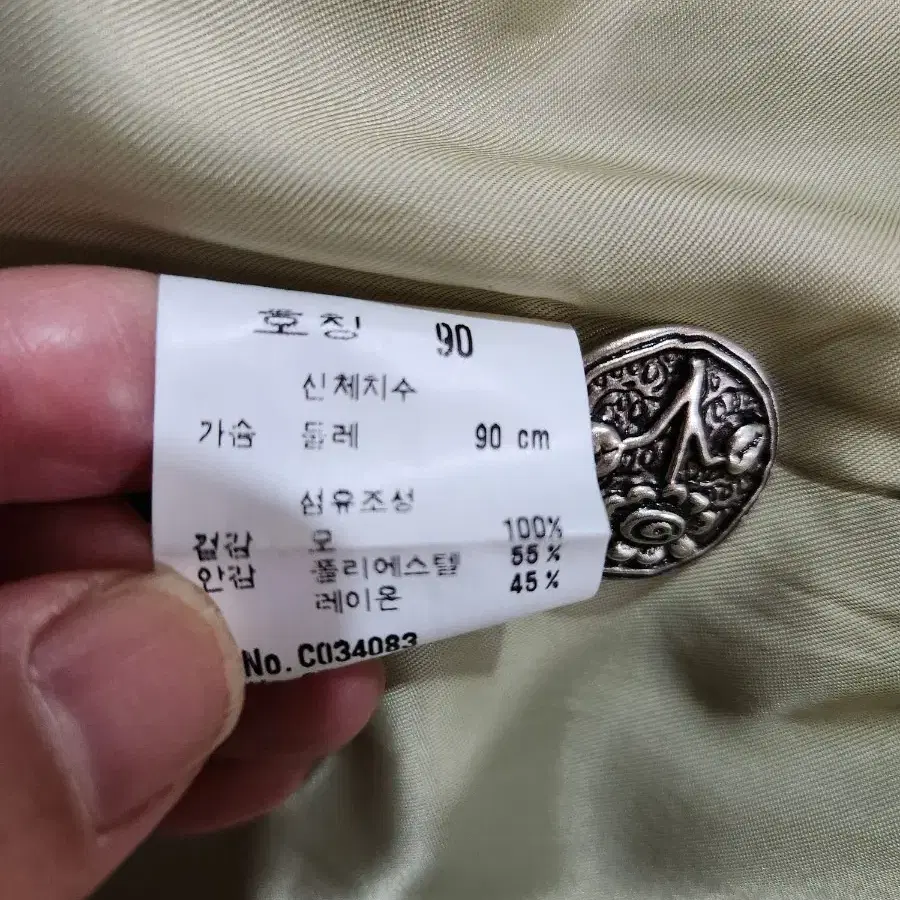 호칭 90
신체치수
가슴 둘레 90 cm
섬유조성
겉감 모 100%
안감 폴리에스텔 55%
레이온 45%
No. C034083